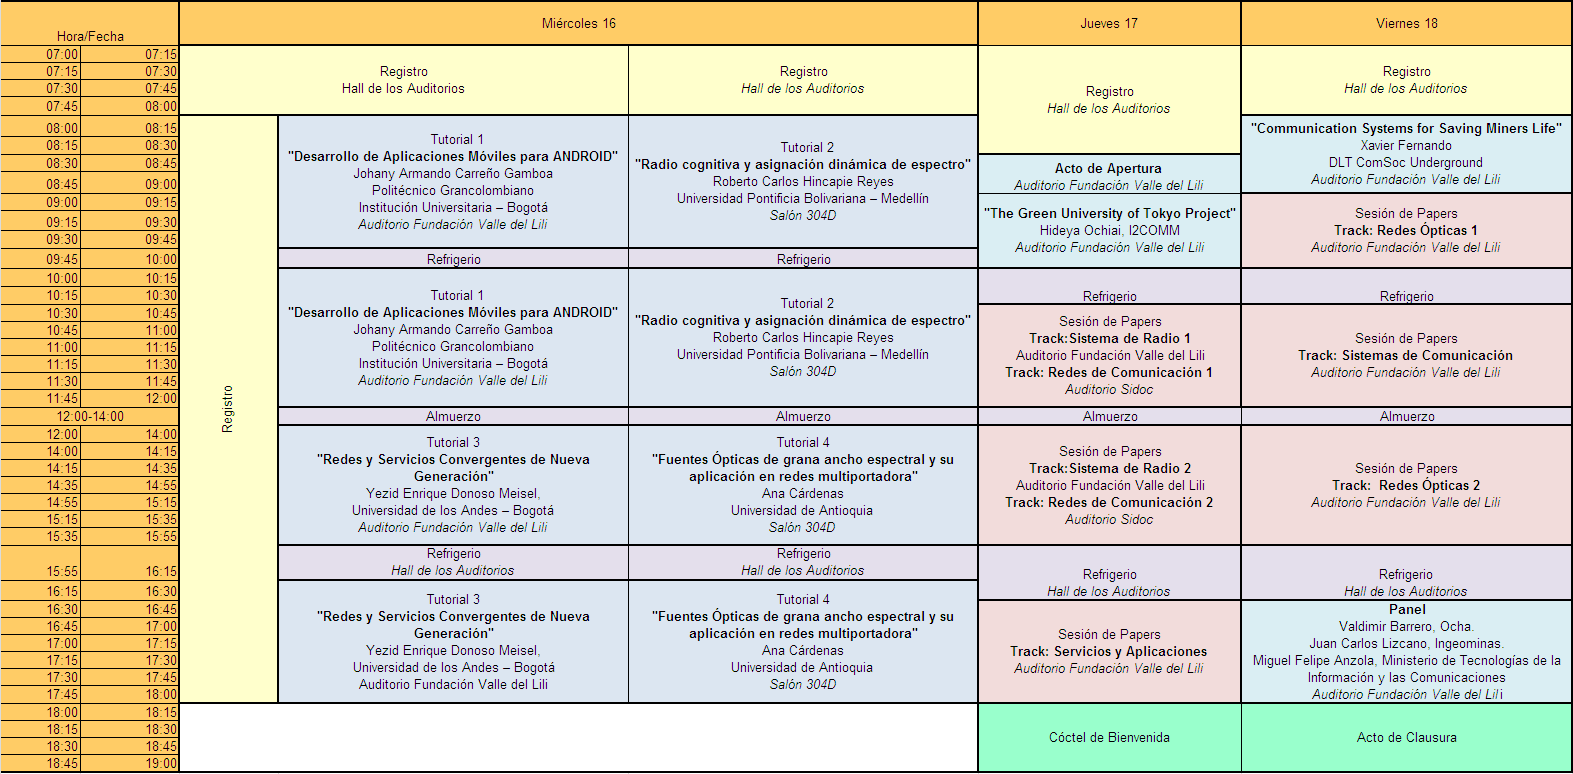 Hora/Fecha
Miércoles 16
Jueves 17
Viernes 18
07:00 07:15
07:15 07:30
07:30 07:45
07:45 08:00
08:00 08:15
08:15 08:30
08:30 08:45
08:45 09:00
09:00 09:15
09:15 09:30
09:30 09:45
09:45 10:00
10:00 10:15
10:15 10:30
10:30 10:45
10:45 11:00
11:00 11:15
11:15 11:30
11:30 11:45
11:45 12:00
12:00-14:00
12:00 14:00
14:00 14:15
14:15 14:35
14:35 14:55
14:55 15:15
15:15 15:35
15:35 15:55
15:55 16:15
16:15 16:30
16:30 16:45
16:45 17:00
17:00 17:15
17:15 17:30
17:30 17:45
17:45 18:00
18:00 18:15
18:15 18:30
18:30 18:45
18:45 19:00
Registro
Hall de los Auditorios
Registro
Tutorial 1
"Desarrollo de Aplicaciones Móviles para ANDROID"
Johany Armando Carreño Gamboa
Politécnico Grancolombiano
Institución Universitaria – Bogotá
Auditorio Fundación Valle del Lili
Refrigerio
Tutorial 1
"Desarrollo de Aplicaciones Móviles para ANDROID"
Johany Armando Carreño Gamboa
Politécnico Grancolombiano
Institución Universitaria – Bogotá
Auditorio Fundación Valle del Lili
Almuerzo
Tutorial 3
"Redes y Servicios Convergentes de Nueva
Generación"
Yezid Enrique Donoso Meisel,
Universidad de los Andes – Bogotá
Auditorio Fundación Valle del Lili
Refrigerio
Hall de los Auditorios
Tutorial 3
"Redes y Servicios Convergentes de Nueva
Generación"
Yezid Enrique Donoso Meisel,
Universidad de los Andes – Bogotá
Auditorio Fundación Valle del Lili
Registro
Hall de los Auditorios
Tutorial 2
"Radio cognitiva y asignación dinámica de espectro"
Roberto Carlos Hincapie Reyes
Universidad Pontificia Bolivariana – Medellín
Salón 304D
Refrigerio
Tutorial 2
"Radio cognitiva y asignación dinámica de espectro"
Roberto Carlos Hincapie Reyes
Universidad Pontificia Bolivariana – Medellín
Salón 304D
Almuerzo
Tutorial 4
"Fuentes Ópticas de grana ancho espectral y su
aplicación en redes multiportadora"
Ana Cárdenas
Universidad de Antioquia
Salón 304D
Refrigerio
Hall de los Auditorios
Tutorial 4
"Fuentes Ópticas de grana ancho espectral y su
aplicación en redes multiportadora"
Ana Cárdenas
Universidad de Antioquia
Salón 304D
Registro
Hall de los Auditorios
Acto de Apertura
Auditorio Fundación Valle del Lili
"The Green University of Tokyo Project"
Hideya Ochiai, I2COMM
Auditorio Fundación Valle del Lili
Refrigerio
Sesión de Papers
Track:Sistema de Radio 1
Auditorio Fundación Valle del Lili
Track: Redes de Comunicación 1
Auditorio Sidoc
Almuerzo
Sesión de Papers
Track:Sistema de Radio 2
Auditorio Fundación Valle del Lili
Track: Redes de Comunicación 2
Auditorio Sidoc
Refrigerio
Hall de los Auditorios
Sesión de Papers
Track: Servicios y Aplicaciones
Auditorio Fundación Valle del Lili
Cóctel de Bienvenida
Registro
Hall de los Auditorios
"Communication Systems for Saving Miners Life"
Xavier Fernando
DLT ComSoc Underground
Auditorio Fundación Valle del Lili
Sesión de Papers
Track: Redes Ópticas 1
Auditorio Fundación Valle del Lili
Refrigerio
Sesión de Papers
Track: Sistemas de Comunicación
Auditorio Fundación Valle del Lili
Almuerzo
Sesión de Papers
Track: Redes Ópticas 2
Auditorio Fundación Valle del Lili
Refrigerio
Hall de los Auditorios
Panel
Valdimir Barrero, Ocha.
Juan Carlos Lizcano, Ingeominas.
Miguel Felipe Anzola, Ministerio de Tecnologías de la
Información y las Comunicaciones
Auditorio Fundación Valle del Lili
Acto de Clausura